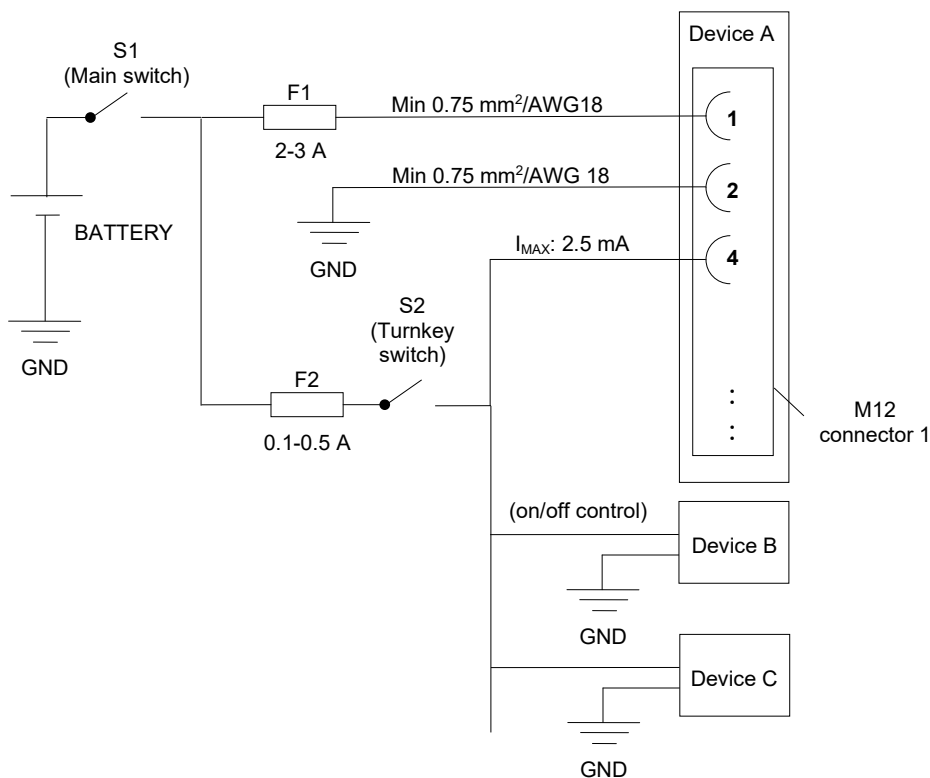 Device A
S1
(Main switch)
F1
Min 0.75 mm²/AWG18
1
2-3 A
Min 0.75 mm²/AWG 18
2
BATTERY
GND
I_MAX: 2.5 mA
4
GND
S2
(Turnkey
switch)
F2
0.1-0.5 A
M12
connector 1
(on/off control)
Device B
GND
Device C
GND